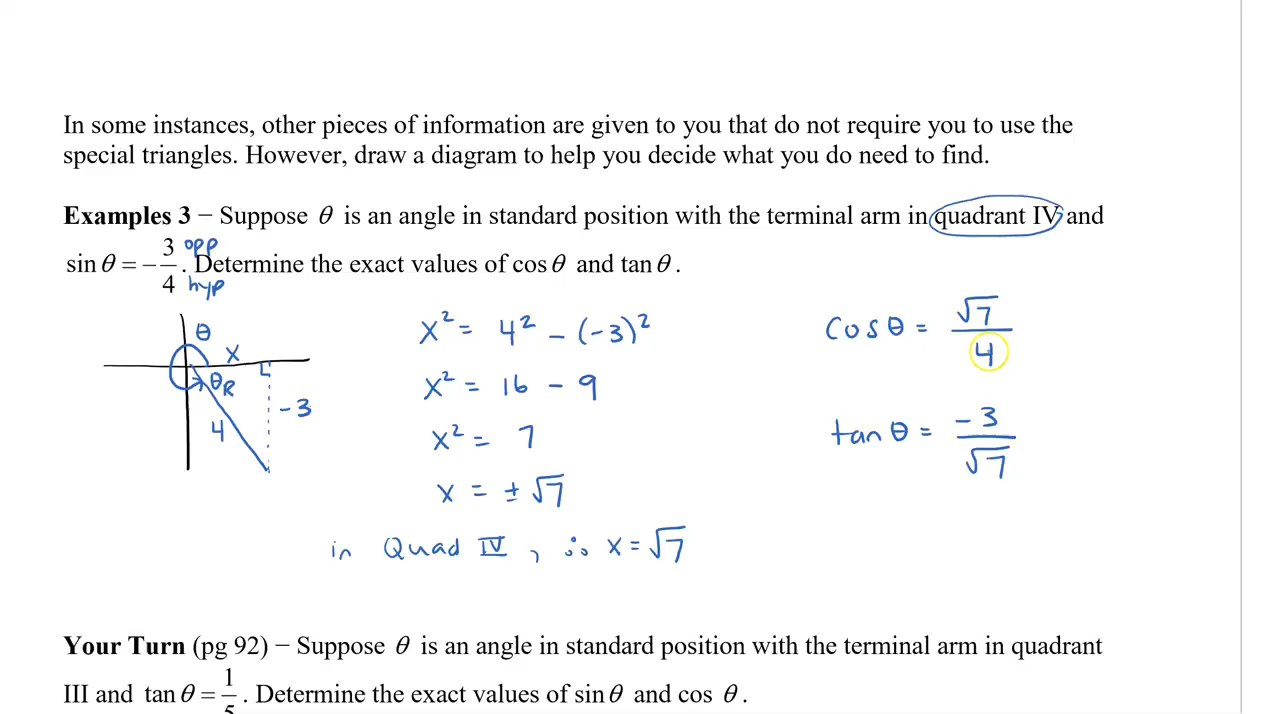 In some instances, other pieces of information are given to you that do not require you to use the
special triangles. However, draw a diagram to help you decide what you do need to find.
Examples 3 − Suppose θ is an angle in standard position with the terminal arm in quadrant IV and
sin θ = −3/4 opp hyp . Determine the exact values of cos θ and tan θ.
θ
x
θR
4
-3
x² = 4² - (-3)²
x² = 16 - 9
x² = 7
x = ±√7
in Quad IV, ∴ x = √7
cos θ = √7/4
tan θ = -3/√7
Your Turn (pg 92) − Suppose θ is an angle in standard position with the terminal arm in quadrant
III and tan θ = 1/5 . Determine the exact values of sin θ and cos θ.